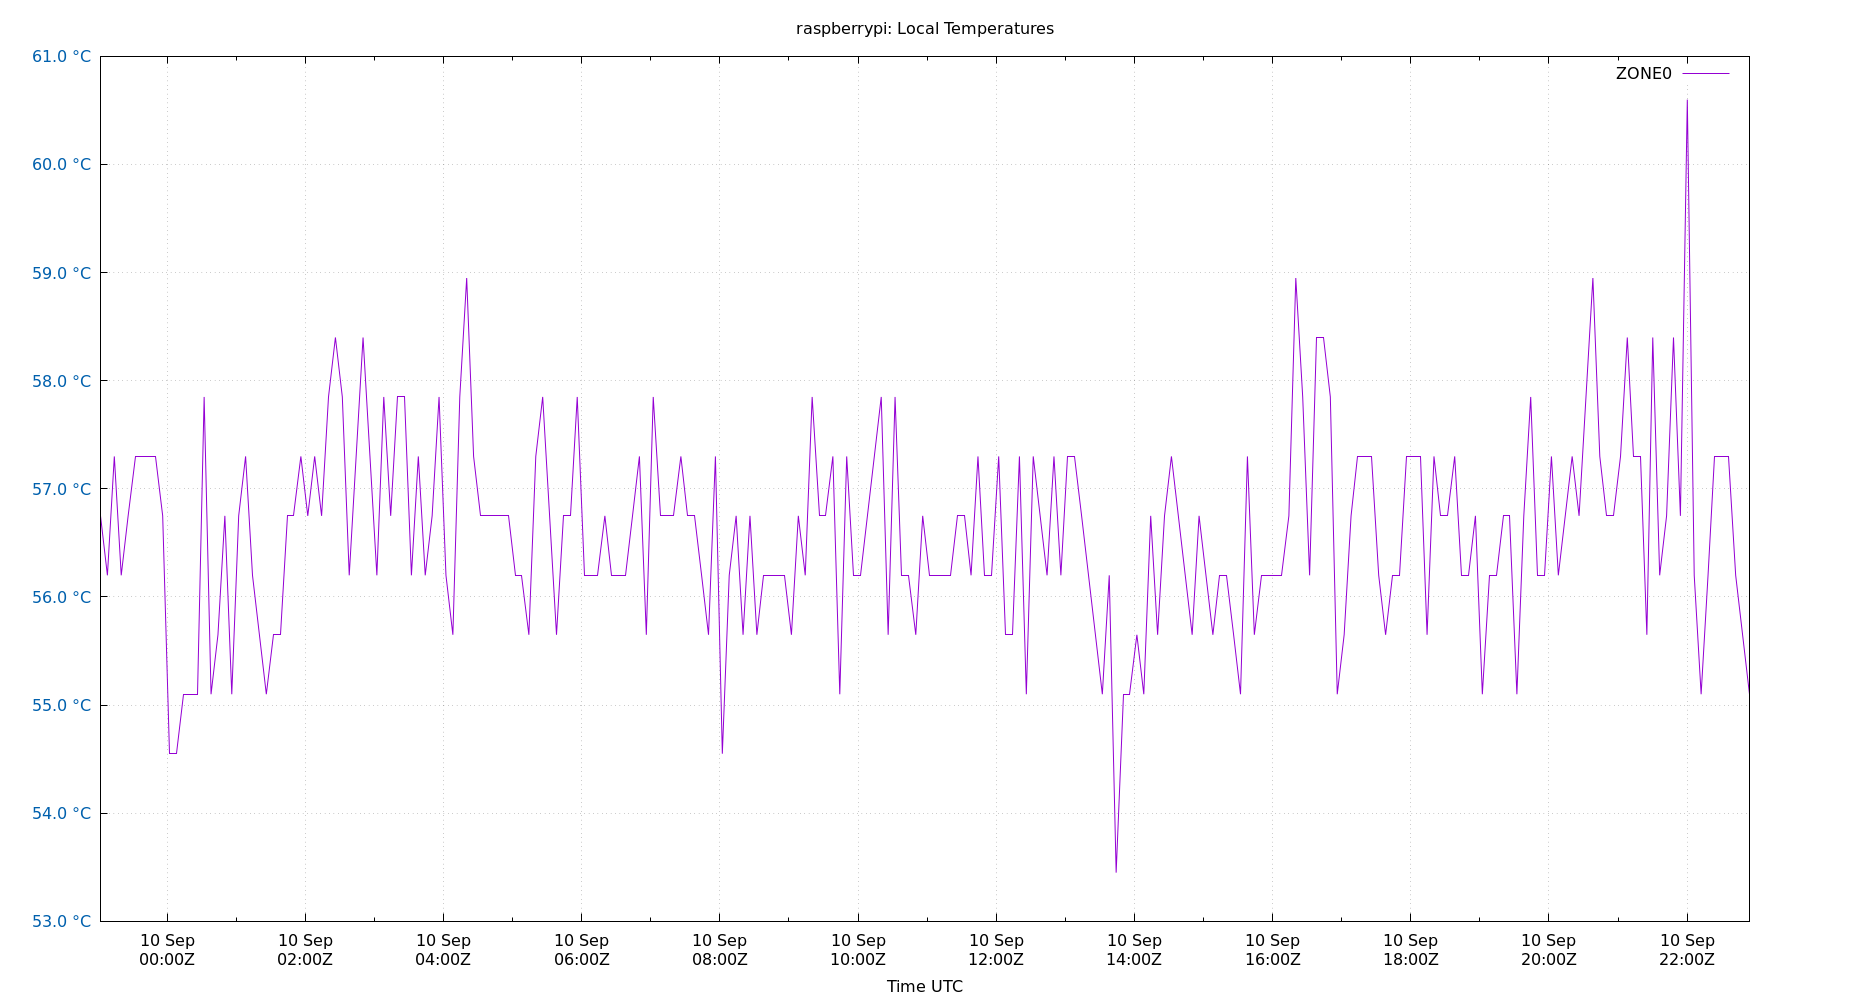 raspberrypi: Local Temperatures
61.0 °C
ZONE0
60.0 °C
59.0 °C
58.0 °C
57.0 °C
56.0 °C
55.0 °C
54.0 °C
53.0 °C
10 Sep 10 Sep 10 Sep 10 Sep 10 Sep 10 Sep 10 Sep 10 Sep 10 Sep 10 Sep 10 Sep 10 Sep
00:00Z 02:00Z 04:00Z 06:00Z 08:00Z 10:00Z 12:00Z 14:00Z 16:00Z 18:00Z 20:00Z 22:00Z
Time UTC